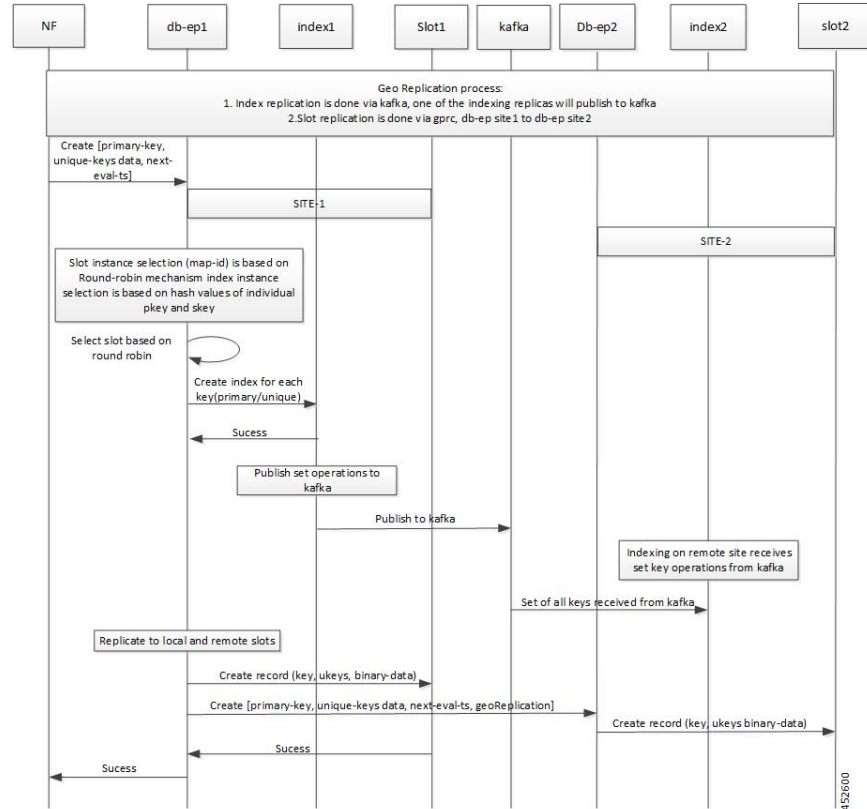 NF
db-ep1
index1
Slot1
kafka
Db-ep2
index2
slot2
Geo Replication process:
1. Index replication is done via kafka, one of the indexing replicas will publish to kafka
2.Slot replication is done via gprc, db-ep site1 to db-ep site2
Create [primary-key,
unique-keys data, next-
eval-ts]
SITE-1
SITE-2
Slot instance selection (map-id) is based on
Round-robin mechanism index instance
selection is based on hash values of individual
pkey and skey
Select slot based on
round robin
Create index for each
key(primary/unique)
Sucess
Publish set operations to
kafka
Publish to kafka
Indexing on remote site receives
set key operations from kafka
Set of all keys received from kafka
Replicate to local and remote slots
Create record (key, ukeys, binary-data)
Create [primary-key, unique-keys data, next-eval-ts, geoReplication]
Create record (key, ukeys binary-data)
Sucess
Sucess
452600